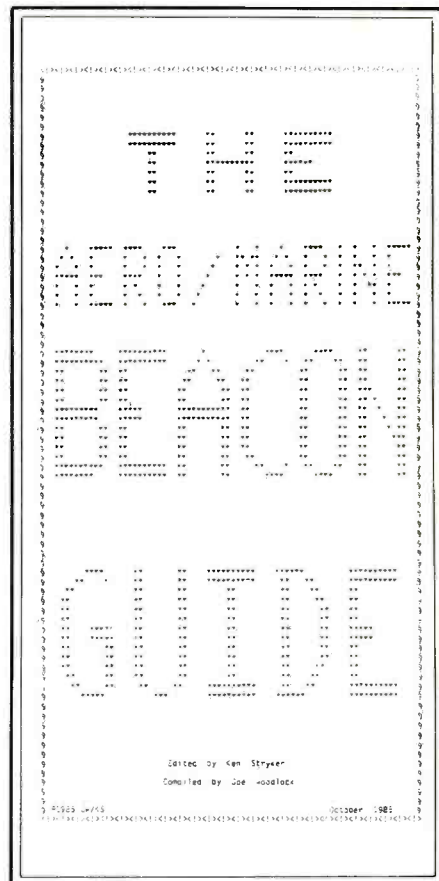 THE
AERO/MARINE
BEACON
GUIDE
Edited by Ken Stryker
Compiled by Joe Woodlock
October 1985